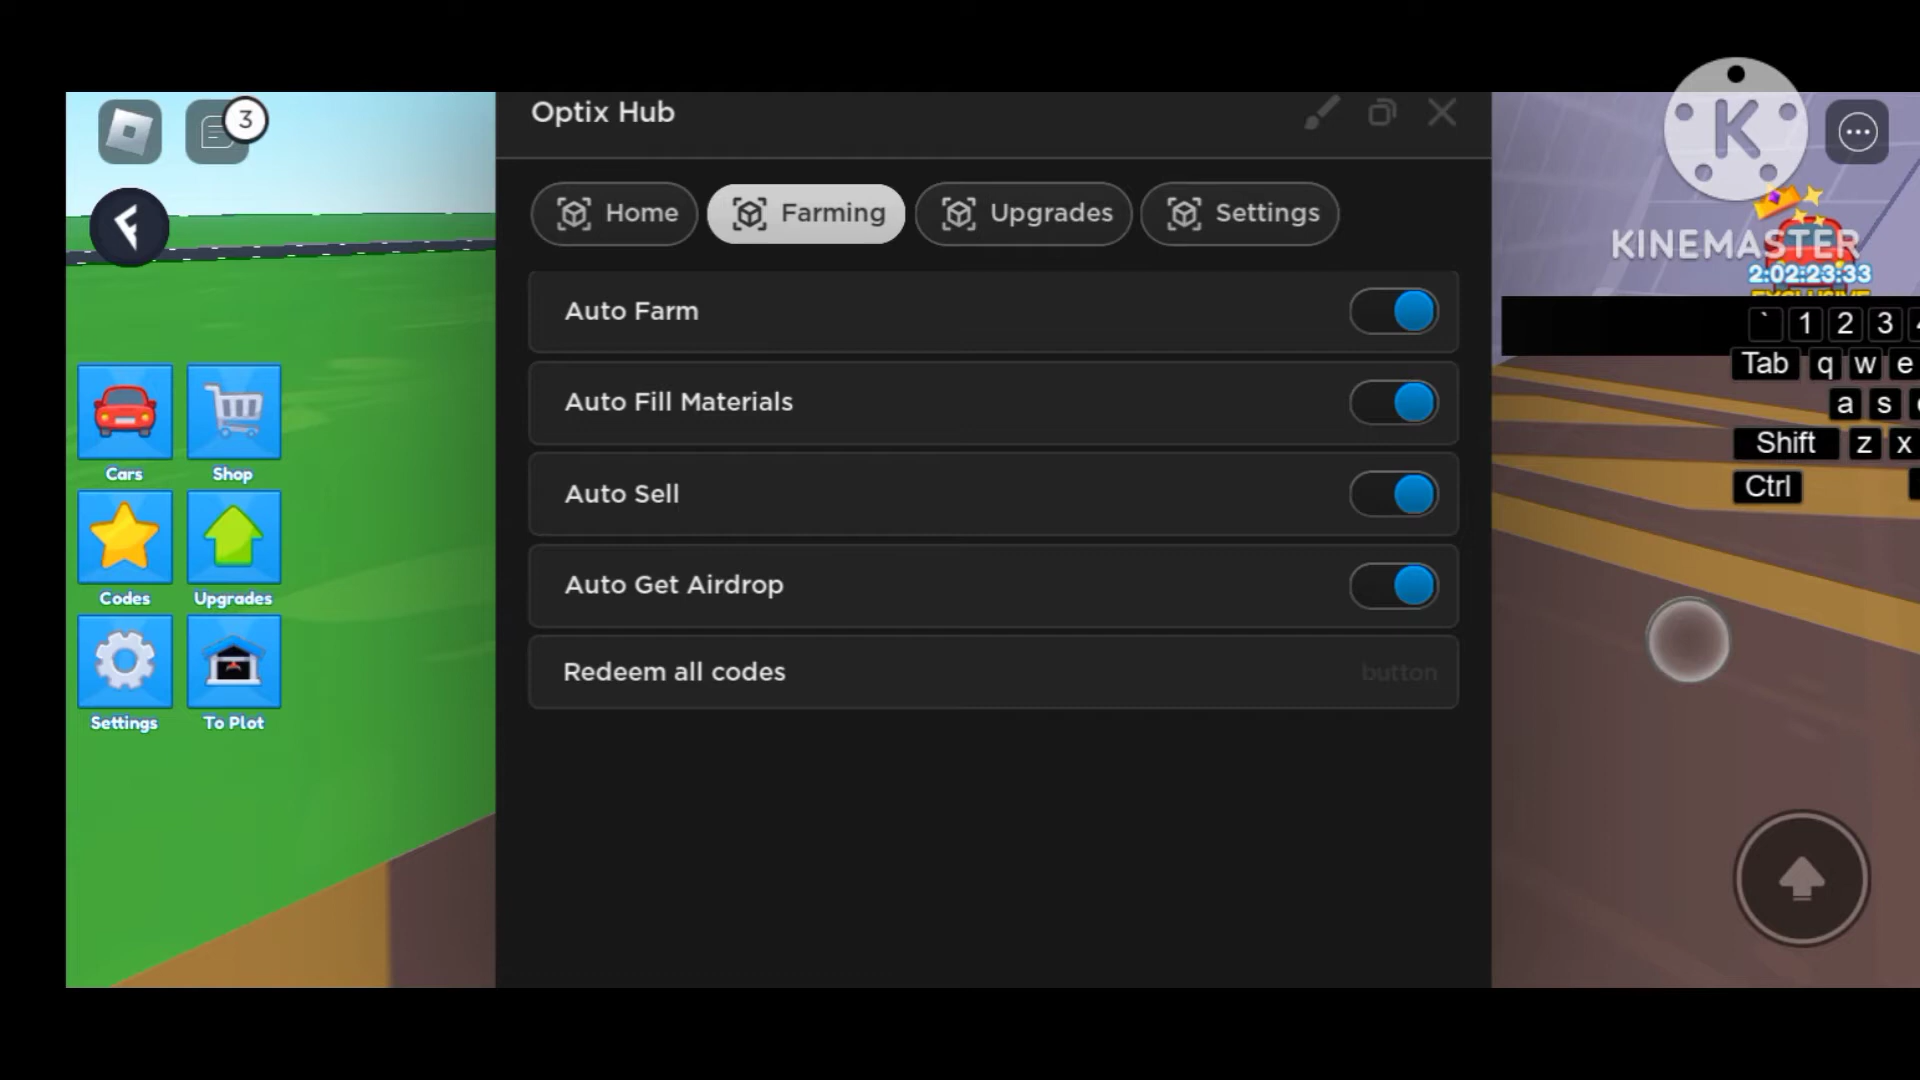 3
Optix Hub
K
KINEMASTER
2:02:23:33
Home
Farming
Upgrades
Settings
Auto Farm
Auto Fill Materials
Auto Sell
Auto Get Airdrop
Redeem all codes
button
Cars
Shop
Codes
Upgrades
Settings
To Plot
` 1 2 3
Tab q w e
a s
Shift z x
Ctrl